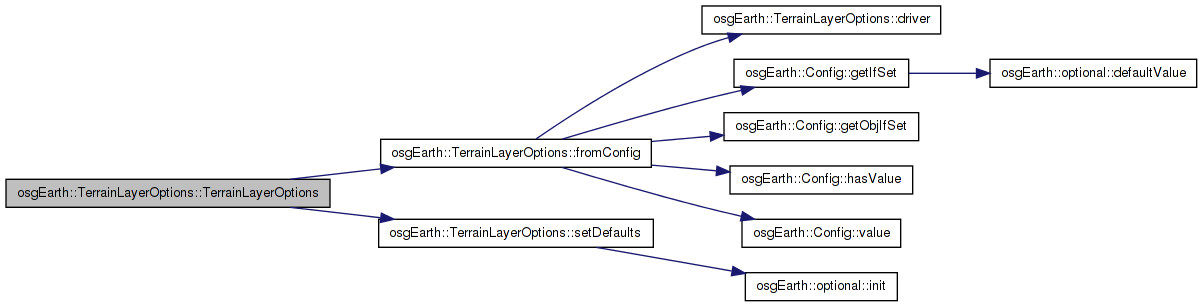 osgEarth::TerrainLayerOptions::driver
osgEarth::Config::getIfSet
osgEarth::optional::defaultValue
osgEarth::Config::getObjIfSet
osgEarth::TerrainLayerOptions::fromConfig
osgEarth::Config::hasValue
osgEarth::TerrainLayerOptions::TerrainLayerOptions
osgEarth::TerrainLayerOptions::setDefaults
osgEarth::Config::value
osgEarth::optional::init